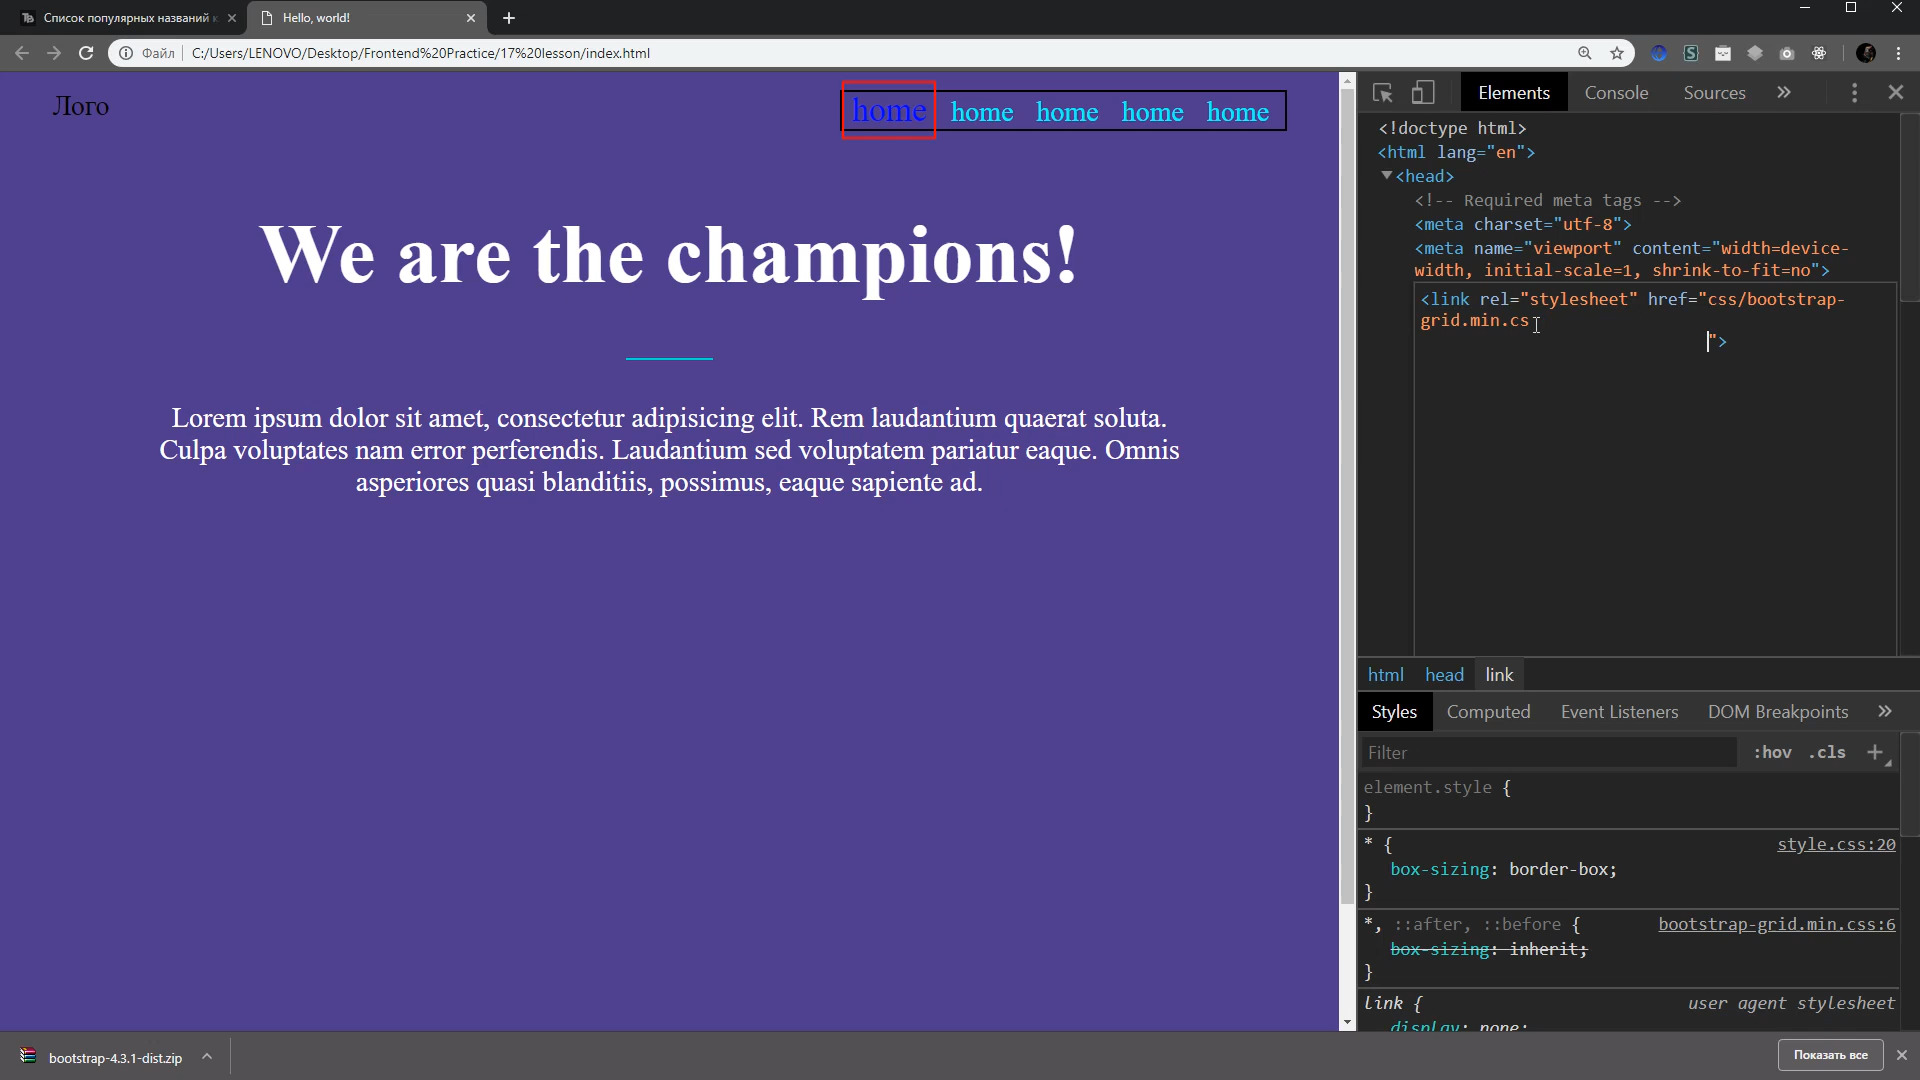 Список популярных названий к
Hello, world!
Файл
C:/Users/LENOVO/Desktop/Frontend%20Practice/17%20lesson/index.html
Лого
home home home home home
We are the champions!
Lorem ipsum dolor sit amet, consectetur adipisicing elit. Rem laudantium quaerat soluta.
Culpa voluptates nam error perferendis. Laudantium sed voluptatem pariatur eaque. Omnis
asperiores quasi blanditiis, possimus, eaque sapiente ad.
Elements Console Sources »
<!doctype html>
<html lang="en">
<head>
<!-- Required meta tags -->
<meta charset="utf-8">
<meta name="viewport" content="width=device-
width, initial-scale=1, shrink-to-fit=no">
<link rel="stylesheet" href="css/bootstrap-
grid.min.cs
">
html head link
Styles Computed Event Listeners DOM Breakpoints »
Filter :hov .cls +
element.style {
}
* { style.css:20
box-sizing: border-box;
}
*, ::after, ::before { bootstrap-grid.min.css:6
box-sizing: inherit;
}
link { user agent stylesheet
display: none;
bootstrap-4.3.1-dist.zip
Показать все